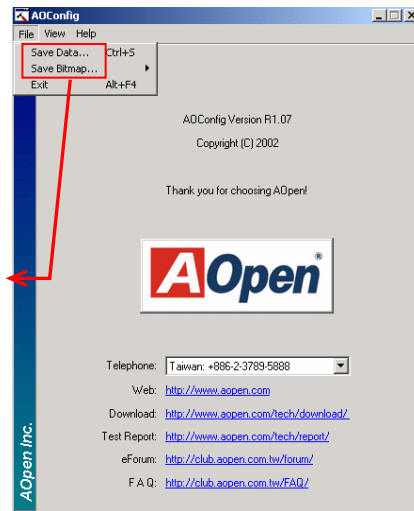 AOConfig
File View Help
Save Data... Ctrl+S
Save Bitmap...
Exit Alt+F4
AOConfig Version R1.07
Copyright (C) 2002
Thank you for choosing AOpen!
AOpen®
Telephone: Taiwan: +886-2-3789-5888
Web: http://www.aopen.com
Download: http://www.aopen.com/tech/download/
Test Report: http://www.aopen.com/tech/report/
eForum: http://club.aopen.com.tw/forum/
F A Q: http://club.aopen.com.tw/FAQ/
AOpen Inc.